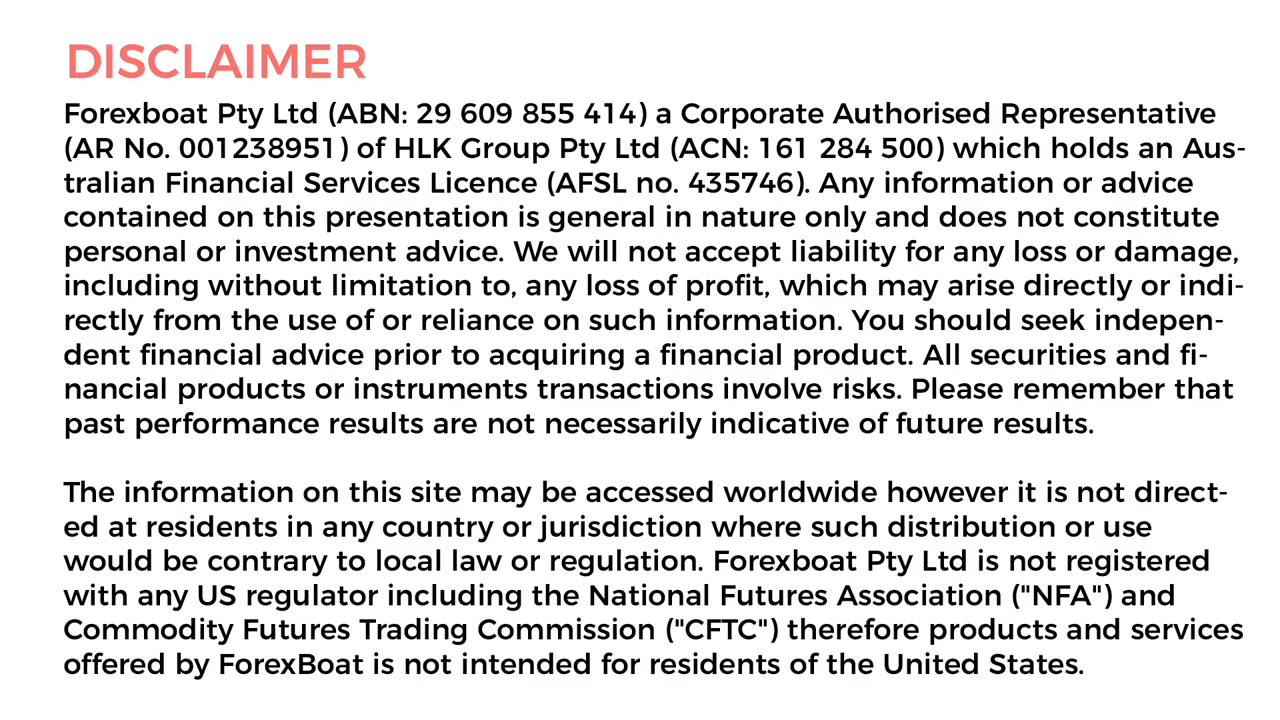 DISCLAIMER
Forexboat Pty Ltd (ABN: 29 609 855 414) a Corporate Authorised Representative
(AR No. 001238951) of HLK Group Pty Ltd (ACN: 161 284 500) which holds an Aus-
tralian Financial Services Licence (AFSL no. 435746). Any information or advice
contained on this presentation is general in nature only and does not constitute
personal or investment advice. We will not accept liability for any loss or damage,
including without limitation to, any loss of profit, which may arise directly or indi-
rectly from the use of or reliance on such information. You should seek indepen-
dent financial advice prior to acquiring a financial product. All securities and fi-
nancial products or instruments transactions involve risks. Please remember that
past performance results are not necessarily indicative of future results.
The information on this site may be accessed worldwide however it is not direct-
ed at residents in any country or jurisdiction where such distribution or use
would be contrary to local law or regulation. Forexboat Pty Ltd is not registered
with any US regulator including the National Futures Association ("NFA") and
Commodity Futures Trading Commission ("CFTC") therefore products and services
offered by ForexBoat is not intended for residents of the United States.